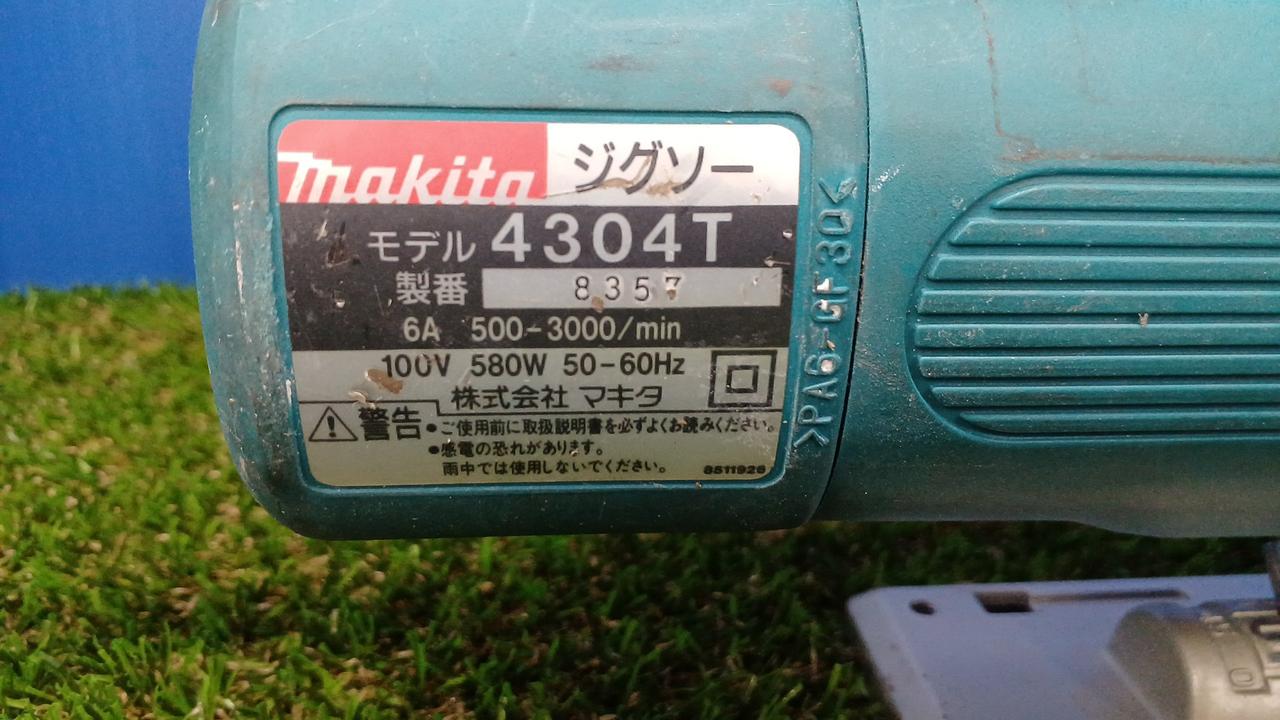 makita ジグソー
モデル 4304T
製番 8357
6A 500-3000/min
100V 580W 50-60Hz
株式会社 マキタ
警告 •ご使用前に取扱説明書を必ずよくお読みください。
•感電の恐れがあります。
雨中では使用しないでください。 8511926
>PA6-GF30<